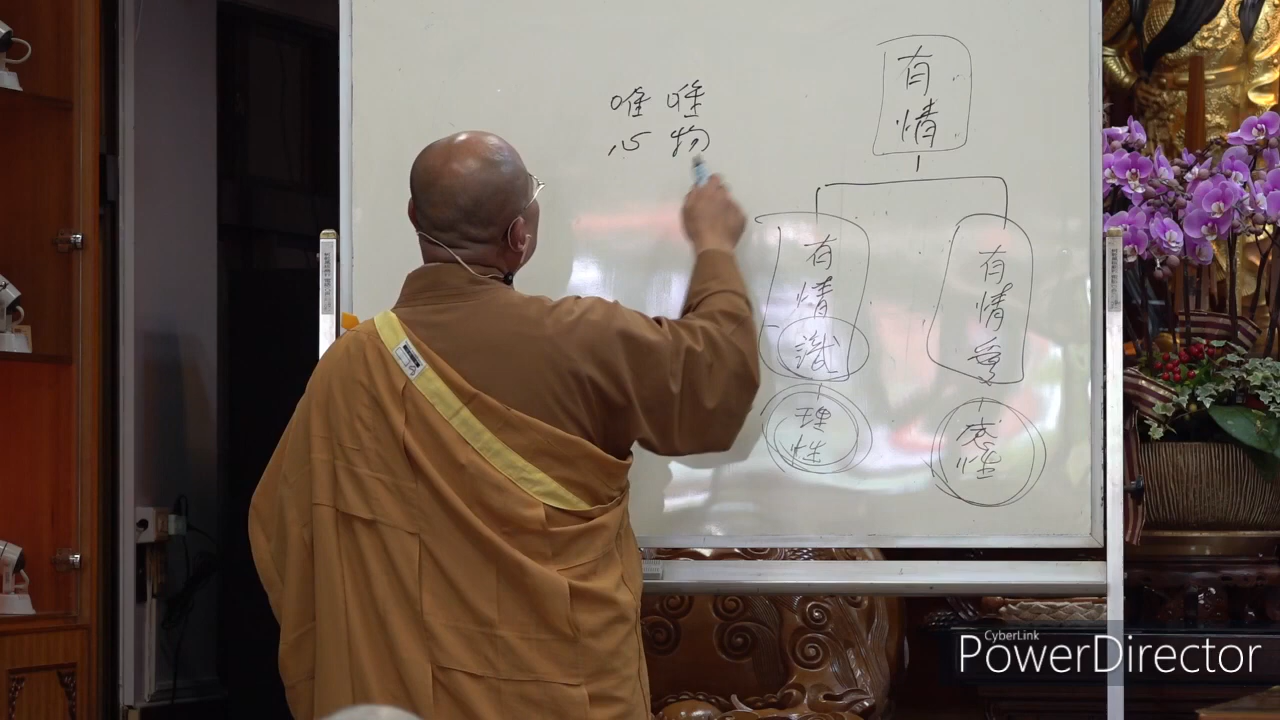 唯物
唯心
有情
有情識
有情愛
理性
感性
CyberLink
PowerDirector